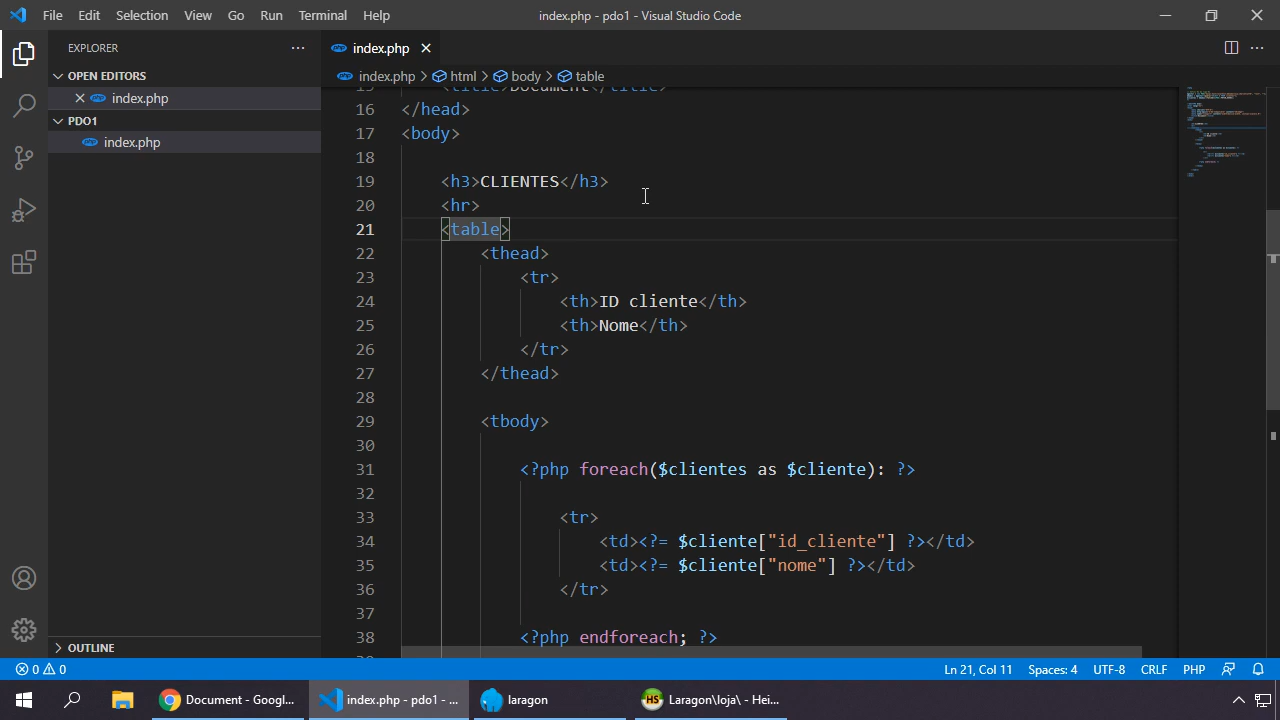 File Edit Selection View Go Run Terminal Help index.php - pdo1 - Visual Studio Code
EXPLORER
OPEN EDITORS
index.php
PDO1
index.php
OUTLINE
index.php
index.php > html > body > table
15 <title>Document</title>
16 </head>
17 <body>
18
19 <h3>CLIENTES</h3>
20 <hr>
21 <table>
22 <thead>
23 <tr>
24 <th>ID cliente</th>
25 <th>Nome</th>
26 </tr>
27 </thead>
28
29 <tbody>
30
31 <?php foreach($clientes as $cliente): ?>
32
33 <tr>
34 <td><?= $cliente["id_cliente"] ?></td>
35 <td><?= $cliente["nome"] ?></td>
36 </tr>
37
38 <?php endforeach; ?>
0 0 Ln 21, Col 11 Spaces: 4 UTF-8 CRLF PHP
Document - Googl... index.php - pdo1 - ... laragon HS Laragon\loja\ - Hei...